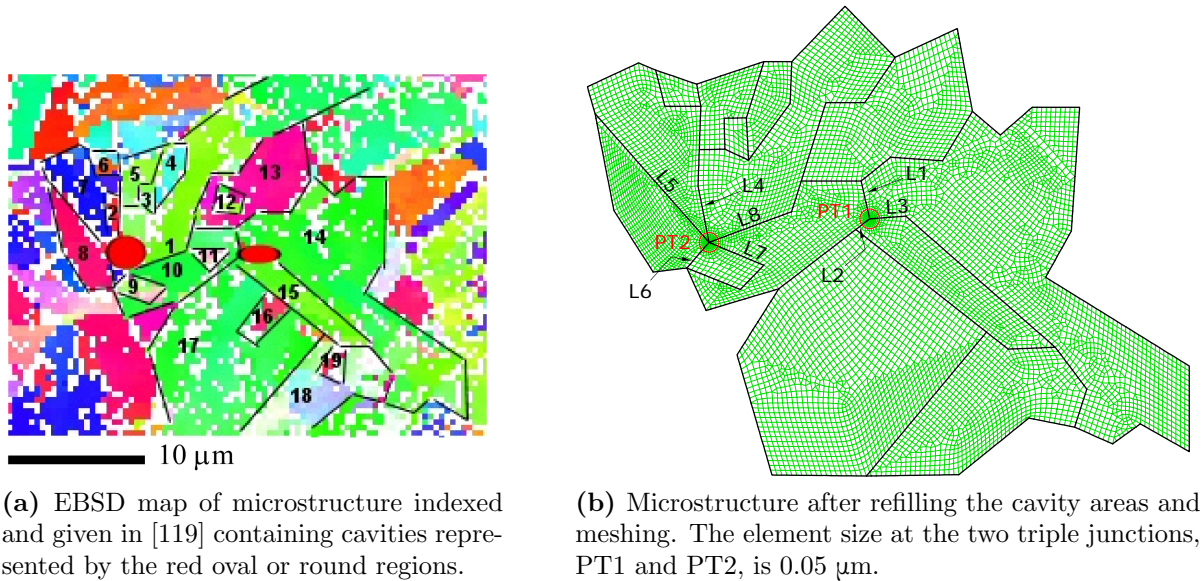 13
6
4
5
7
3
12
2
14
1
8
11
10
9
15
16
17
19
18
10 μm
L1
L5
L4
PT1
L3
L8
PT2
L7
L2
L6
(a) EBSD map of microstructure indexed
and given in [119] containing cavities repre-
sented by the red oval or round regions.
(b) Microstructure after refilling the cavity areas and
meshing. The element size at the two triple junctions,
PT1 and PT2, is 0.05 μm.